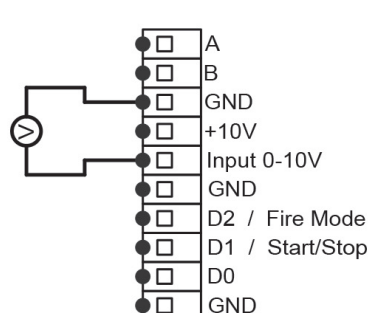 A
B
GND
+10V
V
Input 0-10V
GND
D2 / Fire Mode
D1 / Start/Stop
D0
GND